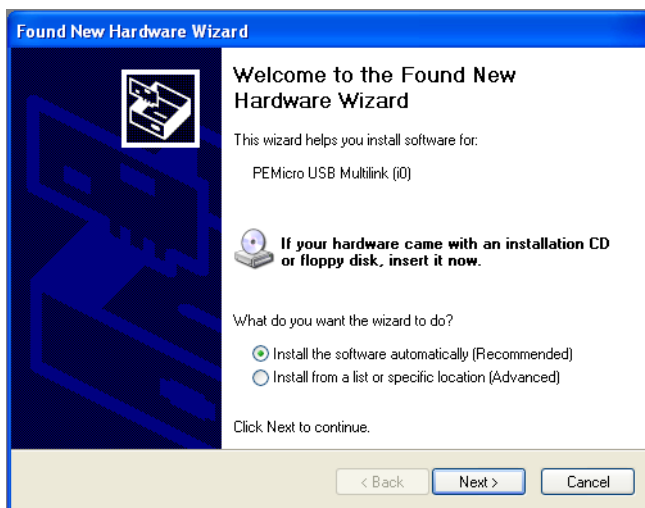 Found New Hardware Wizard
Welcome to the Found New
Hardware Wizard
This wizard helps you install software for:
PEMicro USB Multilink (i0)
If your hardware came with an installation CD
or floppy disk, insert it now.
What do you want the wizard to do?
Install the software automatically (Recommended)
Install from a list or specific location (Advanced)
Click Next to continue.
< Back
Next >
Cancel